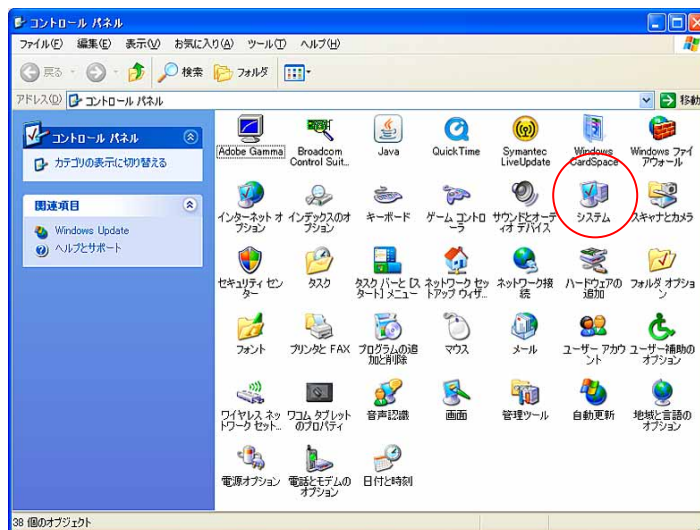 コントロール パネル
ファイル(F) 編集(E) 表示(V) お気に入り(A) ツール(T) ヘルプ(H)
戻る 検索 フォルダ
アドレス(D) コントロール パネル 移動
コントロール パネル
カテゴリの表示に切り替える
関連項目
Windows Update
ヘルプとサポート
Adobe Gamma
Broadcom
Control Suit...
Java
QuickTime
Symantec
LiveUpdate
Windows
CardSpace
Windows ファイ
アウォール
インターネット オ
プション
インデックスのオ
プション
キーボード
ゲーム コントロ
ーラ
サウンドとオーデ
ィオ デバイス
システム
スキャナとカメラ
セキュリティ セン
ター
タスク
タスク バーと [ス
タート] メニュー
ネットワーク セッ
トアップ ウィザ...
ネットワーク接
続
ハードウェアの
追加
フォルダ オプショ
ン
フォント
プリンタと FAX
プログラムの追
加と削除
マウス
メール
ユーザー アカウ
ント
ユーザー補助の
オプション
ワイヤレス ネッ
トワーク セット...
ワコム タブレット
のプロパティ
音声認識
画面
管理ツール
自動更新
地域と言語の
オプション
電源オプション
電話とモデムの
オプション
日付と時刻
38 個のオブジェクト